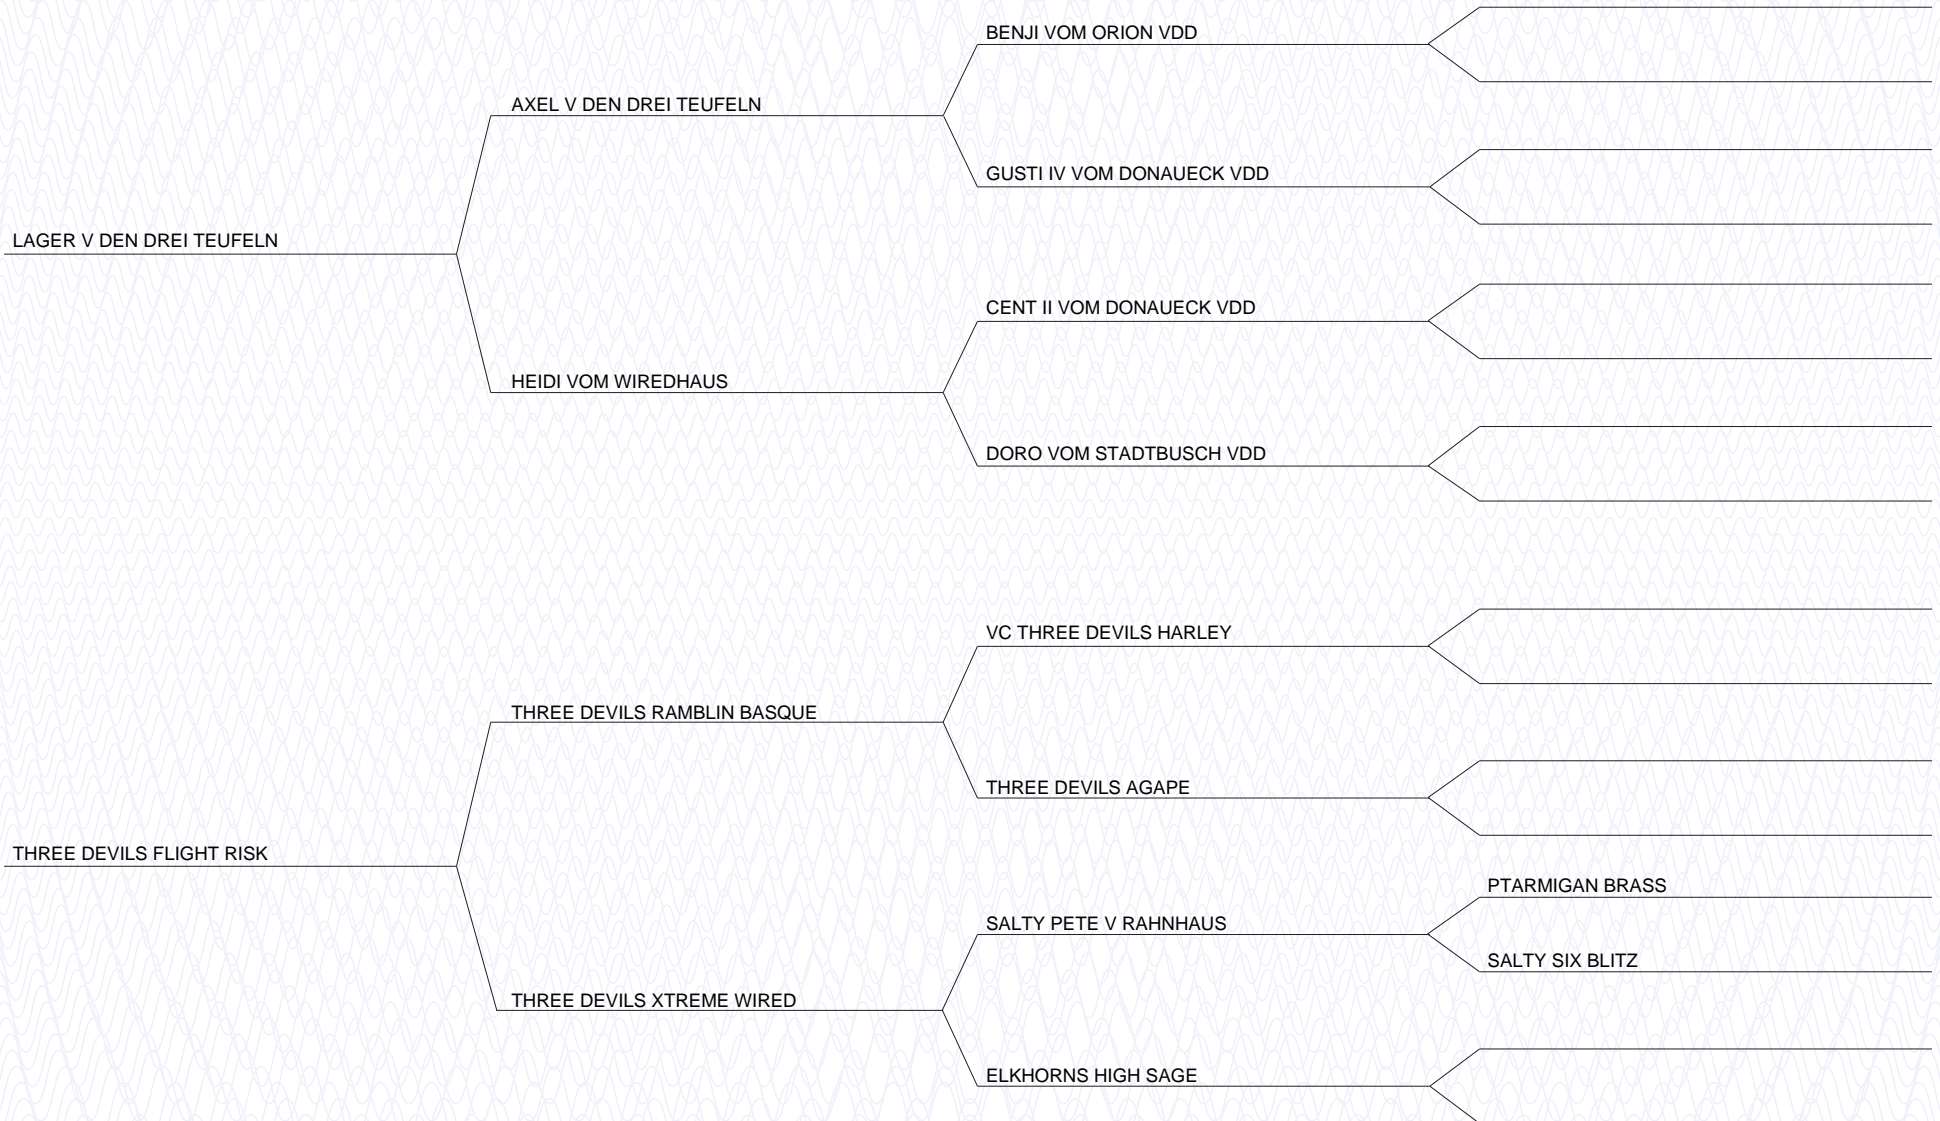 BENJI VOM ORION VDD
AXEL V DEN DREI TEUFELN
GUSTI IV VOM DONAUECK VDD
LAGER V DEN DREI TEUFELN
CENT II VOM DONAUECK VDD
HEIDI VOM WIREDHAUS
DORO VOM STADTBUSCH VDD
VC THREE DEVILS HARLEY
THREE DEVILS RAMBLIN BASQUE
THREE DEVILS AGAPE
THREE DEVILS FLIGHT RISK
PTARMIGAN BRASS
SALTY PETE V RAHNHAUS
SALTY SIX BLITZ
THREE DEVILS XTREME WIRED
ELKHORNS HIGH SAGE